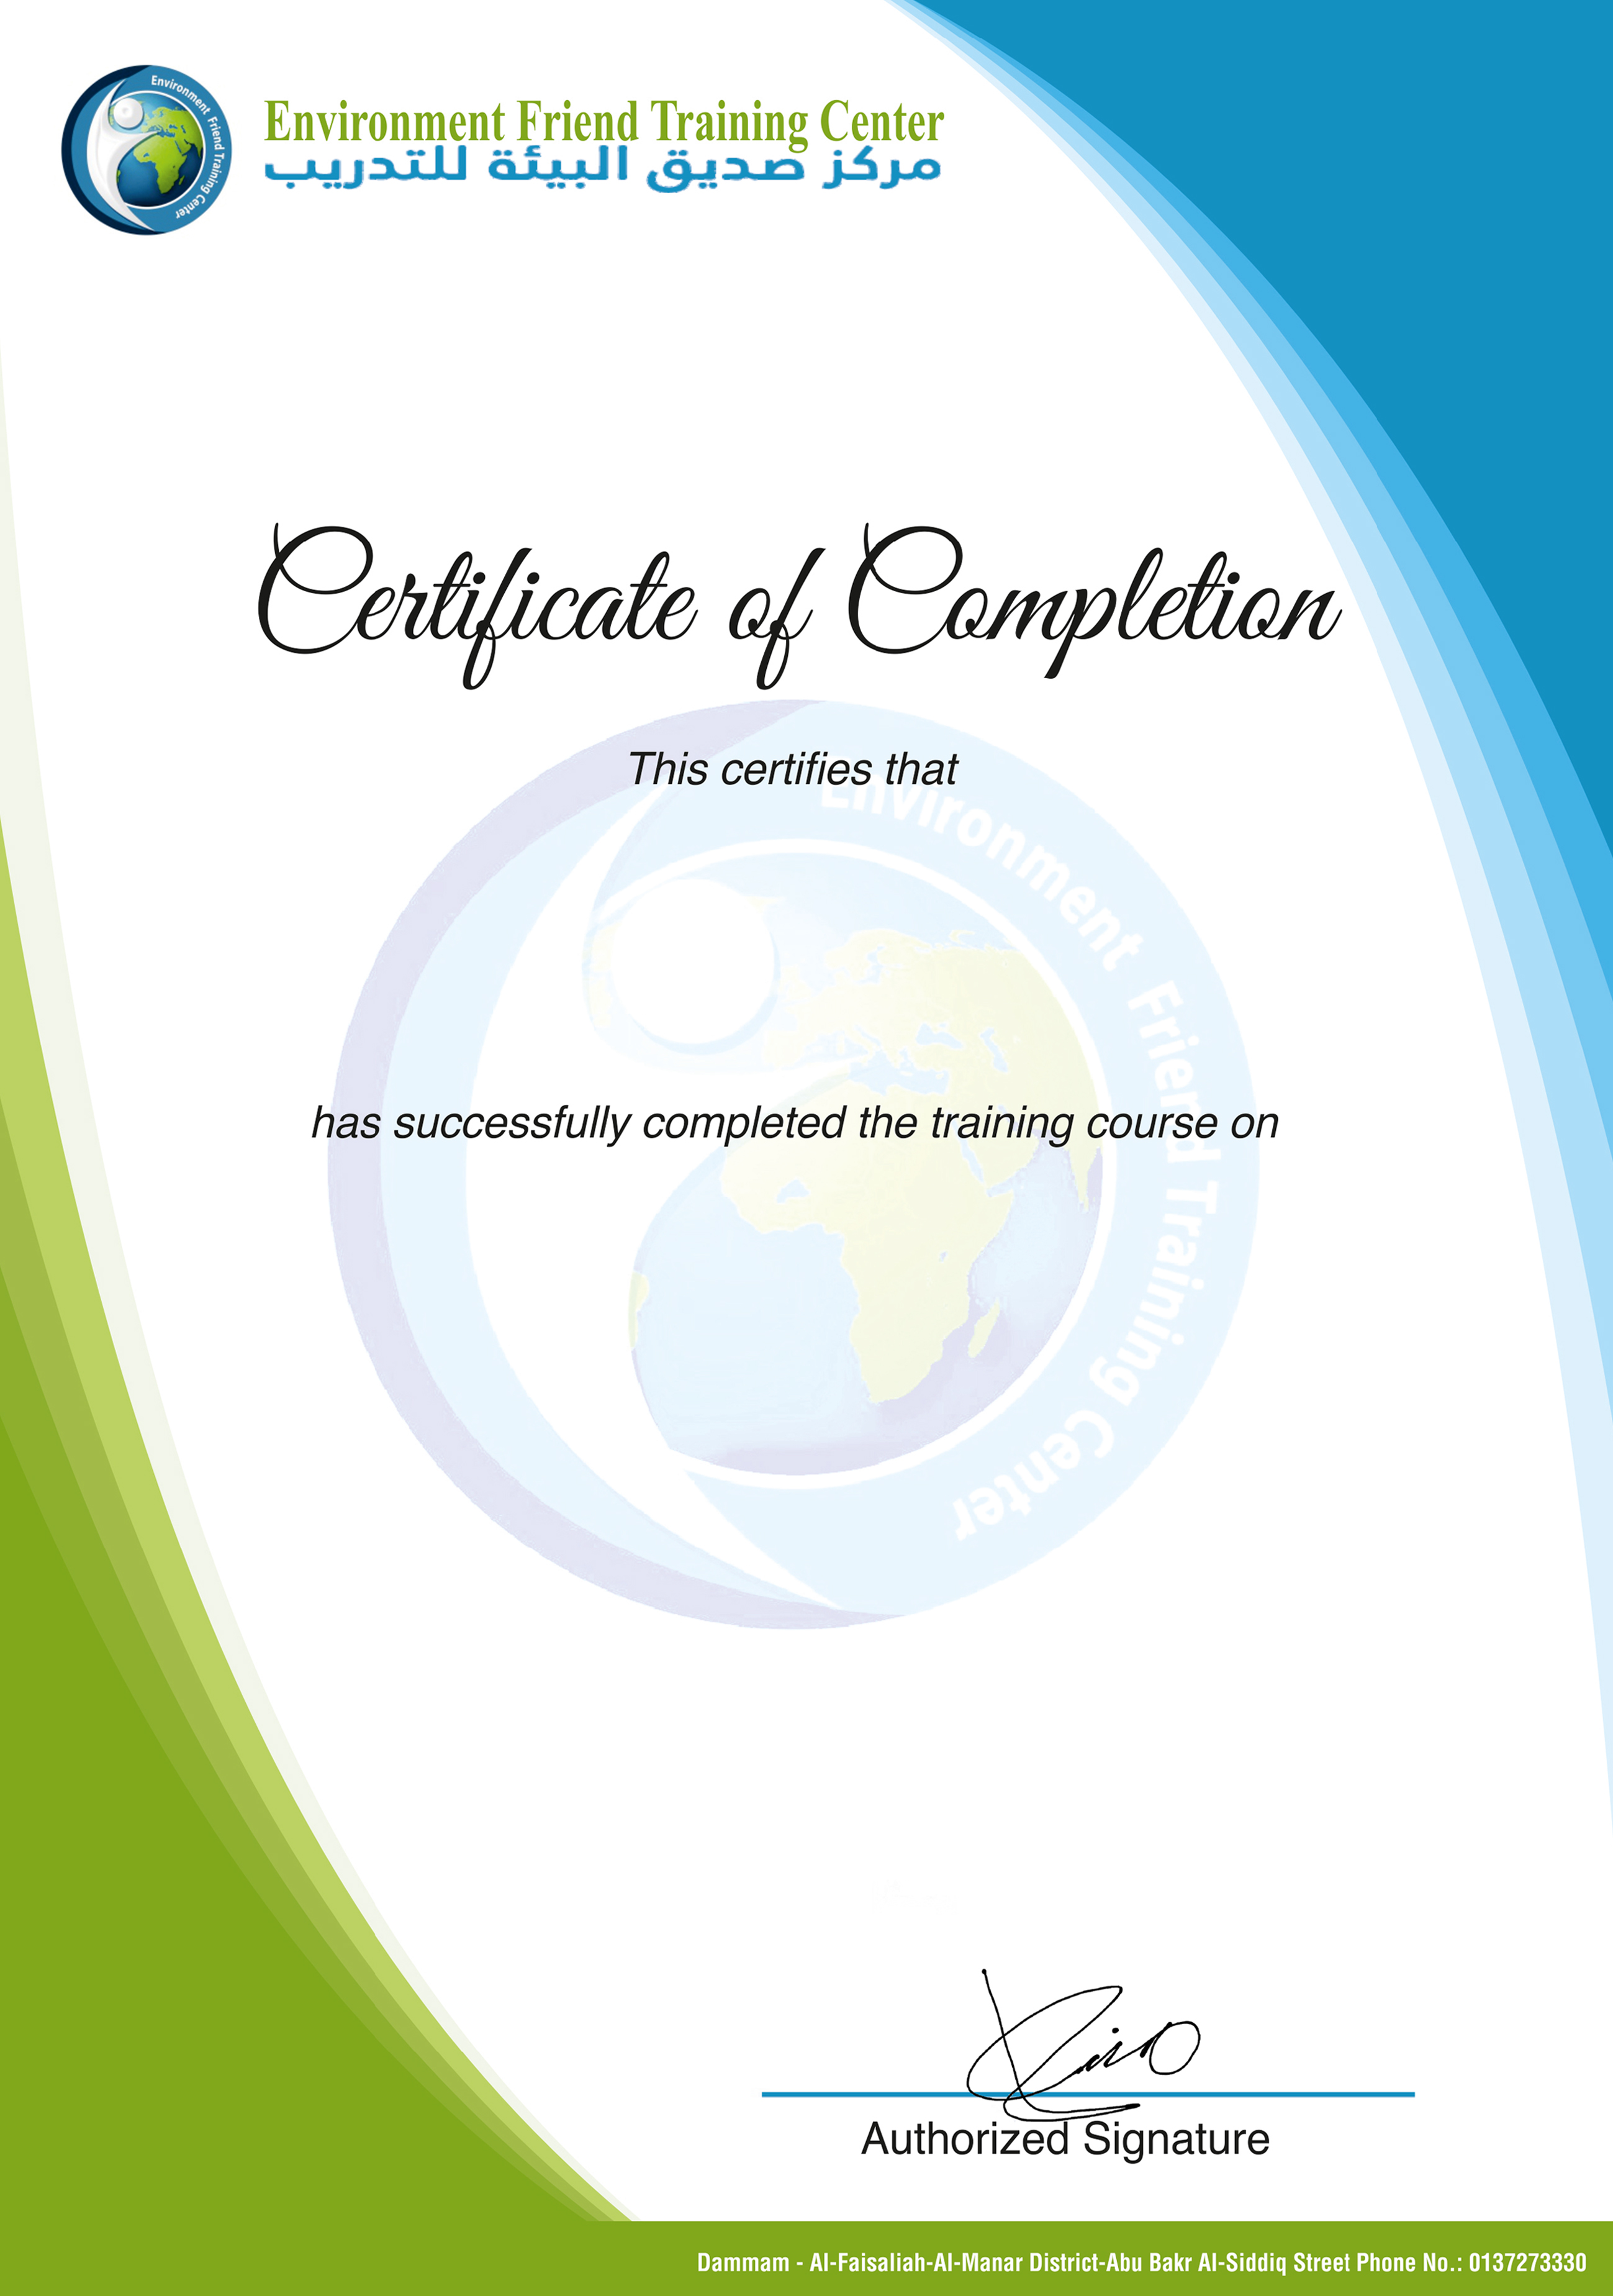 Environment Friend Training Center
Environment Friend Training Center
مركز صديق البيئة للتدريب
Certificate of Completion
This certifies that
Environment Friend Training Center
has successfully completed the training course on
Authorized Signature
Dammam - Al-Faisaliah-Al-Manar District-Abu Bakr Al-Siddiq Street Phone No.: 0137273330